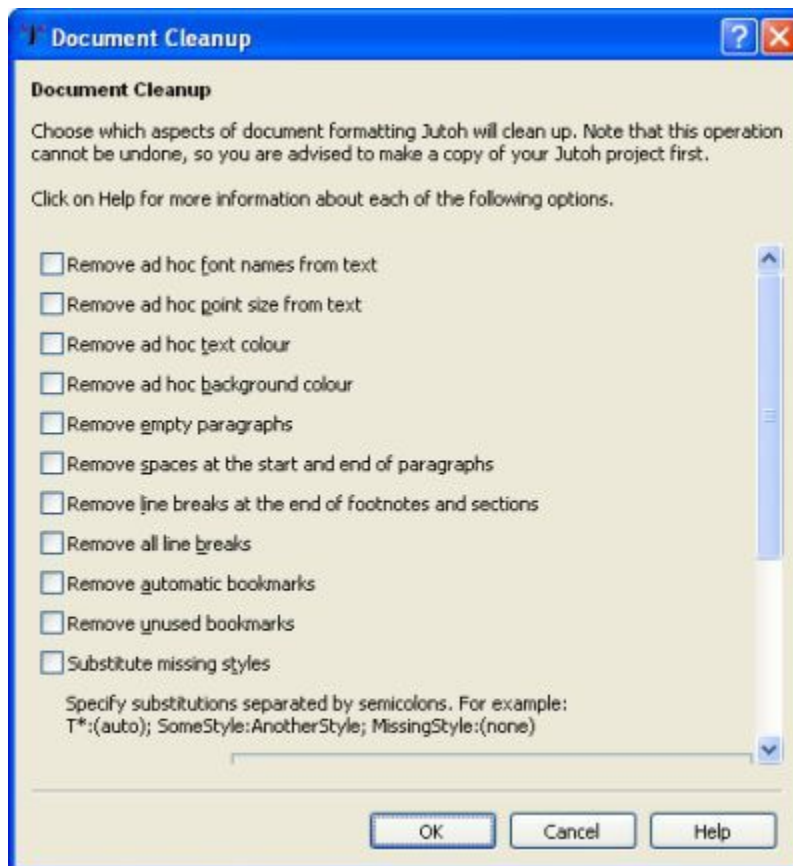 Document Cleanup
Document Cleanup
Choose which aspects of document formatting Jutoh will clean up. Note that this operation
cannot be undone, so you are advised to make a copy of your Jutoh project first.
Click on Help for more information about each of the following options.
Remove ad hoc font names from text
Remove ad hoc point size from text
Remove ad hoc text colour
Remove ad hoc background colour
Remove empty paragraphs
Remove spaces at the start and end of paragraphs
Remove line breaks at the end of footnotes and sections
Remove all line breaks
Remove automatic bookmarks
Remove unused bookmarks
Substitute missing styles
Specify substitutions separated by semicolons. For example:
T*:(auto); SomeStyle:AnotherStyle; MissingStyle:(none)
OK Cancel Help